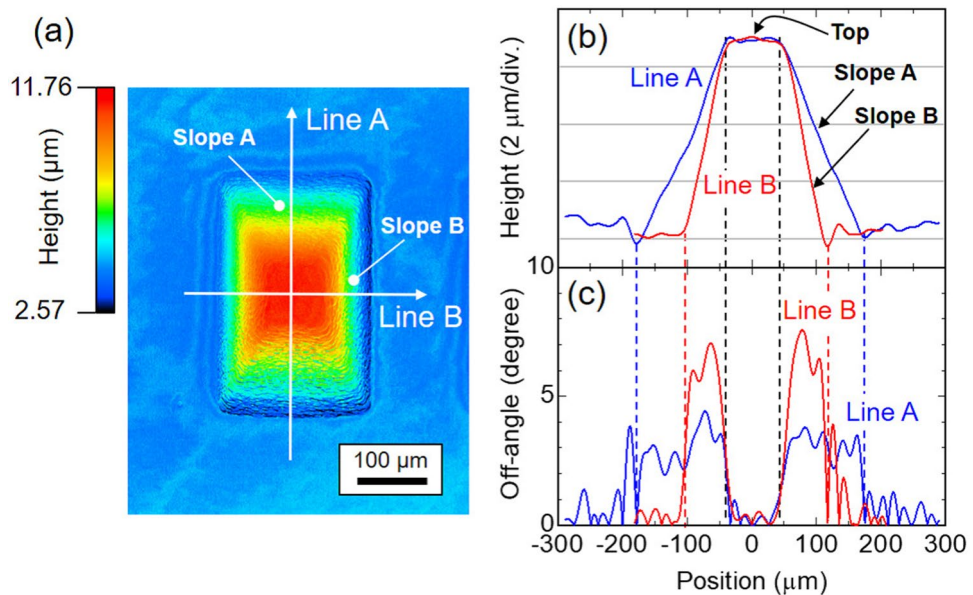 (a)
11.76
Height (μm)
2.57
Line A
Slope A
Slope B
Line B
100 μm
(b)
Top
Line A
Slope A
Slope B
Line B
Height (2 μm/div.)
(c)
10
5
0
Off-angle (degree)
Line B
Line A
-300 -200 -100 0 100 200 300
Position (μm)